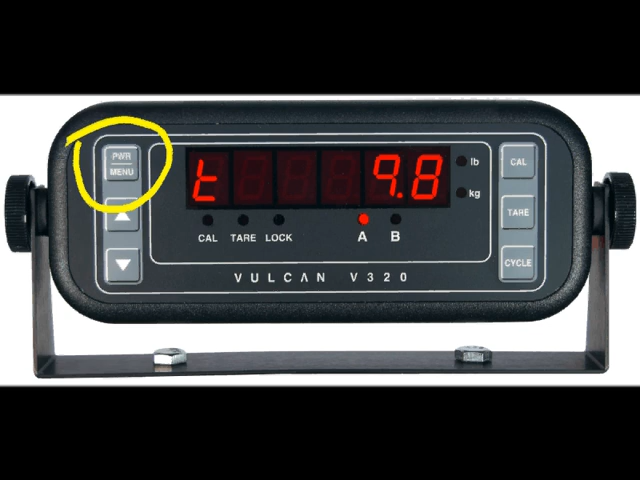 PWR
MENU
t 9.8
lb
kg
CAL
TARE
CYCLE
CAL TARE LOCK A B
VULCAN V320